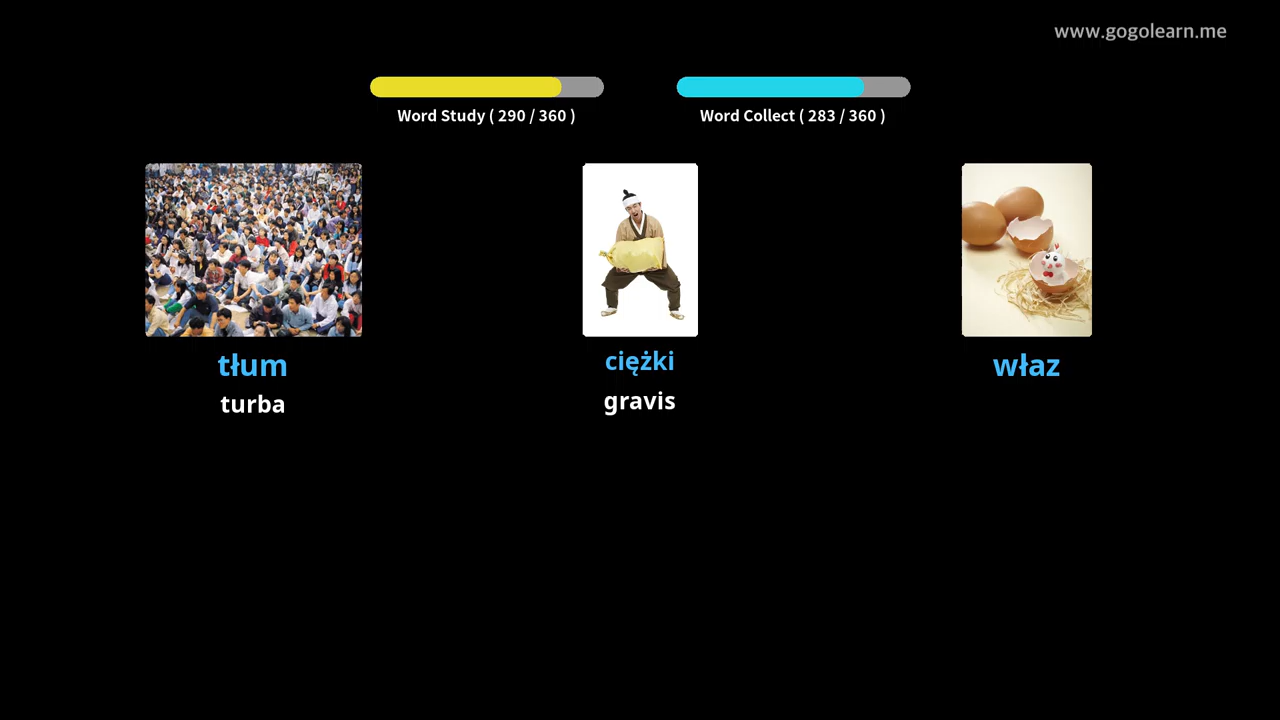 www.gogolearn.me
Word Study ( 290 / 360 )
Word Collect ( 283 / 360 )
tłum
turba
ciężki
gravis
właz